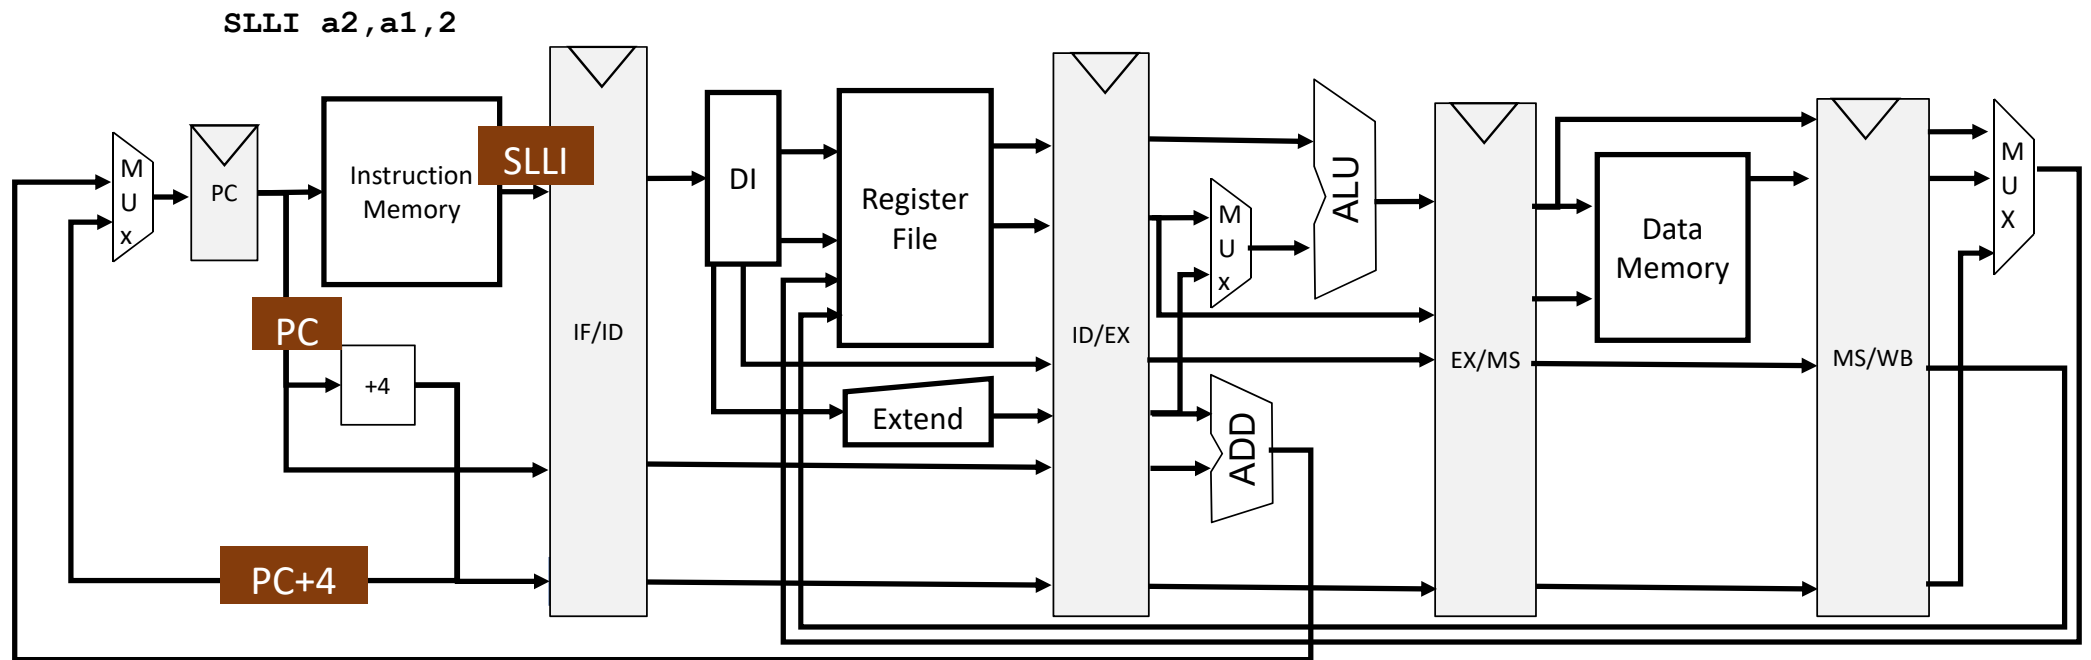 SLLI a2,a1,2
M
U
x
PC
Instruction
Memory
SLLI
PC
+4
PC+4
IF/ID
DI
Register
File
Extend
ID/EX
M
U
x
ALU
ADD
EX/MS
Data
Memory
MS/WB
M
U
X